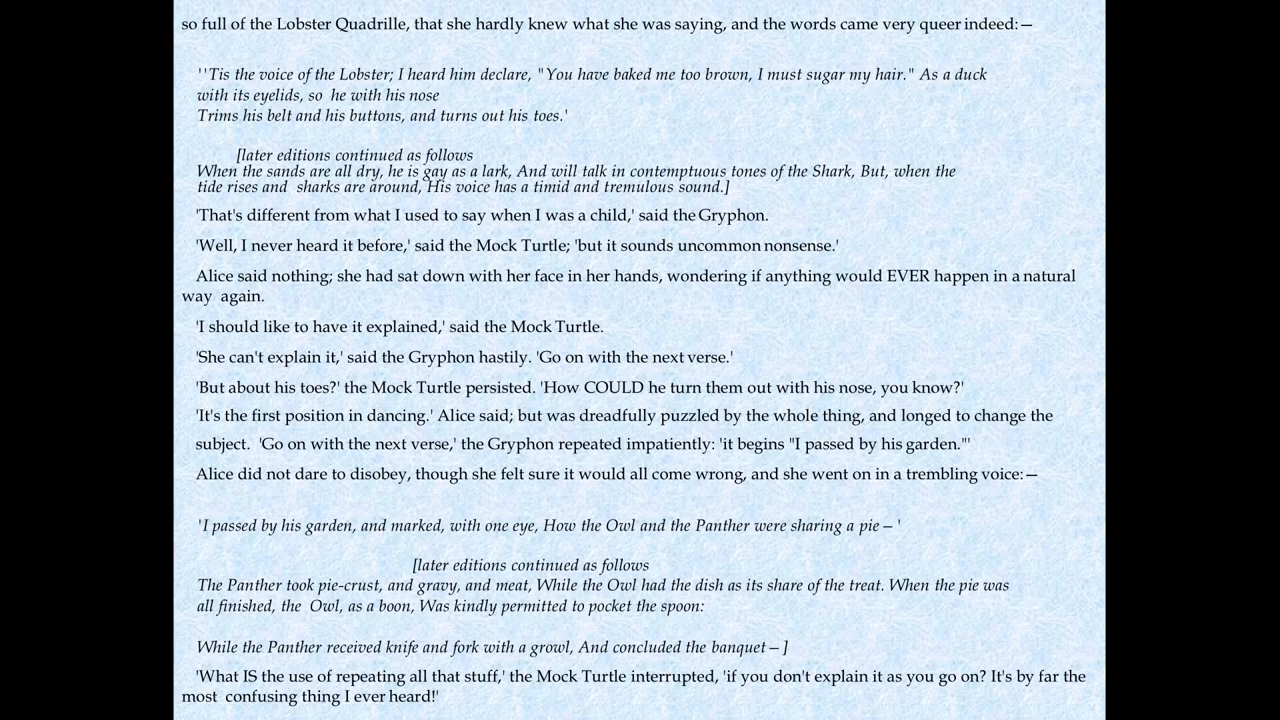 so full of the Lobster Quadrille, that she hardly knew what she was saying, and the words came very queer indeed:—
''Tis the voice of the Lobster; I heard him declare, "You have baked me too brown, I must sugar my hair." As a duck
with its eyelids, so he with his nose
Trims his belt and his buttons, and turns out his toes.'
[later editions continued as follows
When the sands are all dry, he is gay as a lark, And will talk in contemptuous tones of the Shark, But, when the
tide rises and sharks are around, His voice has a timid and tremulous sound.]
'That's different from what I used to say when I was a child,' said the Gryphon.
'Well, I never heard it before,' said the Mock Turtle; 'but it sounds uncommon nonsense.'
Alice said nothing; she had sat down with her face in her hands, wondering if anything would EVER happen in a natural
way again.
'I should like to have it explained,' said the Mock Turtle.
'She can't explain it,' said the Gryphon hastily. 'Go on with the next verse.'
'But about his toes?' the Mock Turtle persisted. 'How COULD he turn them out with his nose, you know?'
'It's the first position in dancing.' Alice said; but was dreadfully puzzled by the whole thing, and longed to change the
subject. 'Go on with the next verse,' the Gryphon repeated impatiently: 'it begins "I passed by his garden."'
Alice did not dare to disobey, though she felt sure it would all come wrong, and she went on in a trembling voice:—
'I passed by his garden, and marked, with one eye, How the Owl and the Panther were sharing a pie—'
[later editions continued as follows
The Panther took pie-crust, and gravy, and meat, While the Owl had the dish as its share of the treat. When the pie was
all finished, the Owl, as a boon, Was kindly permitted to pocket the spoon:
While the Panther received knife and fork with a growl, And concluded the banquet—]
'What IS the use of repeating all that stuff,' the Mock Turtle interrupted, 'if you don't explain it as you go on? It's by far the
most confusing thing I ever heard!'